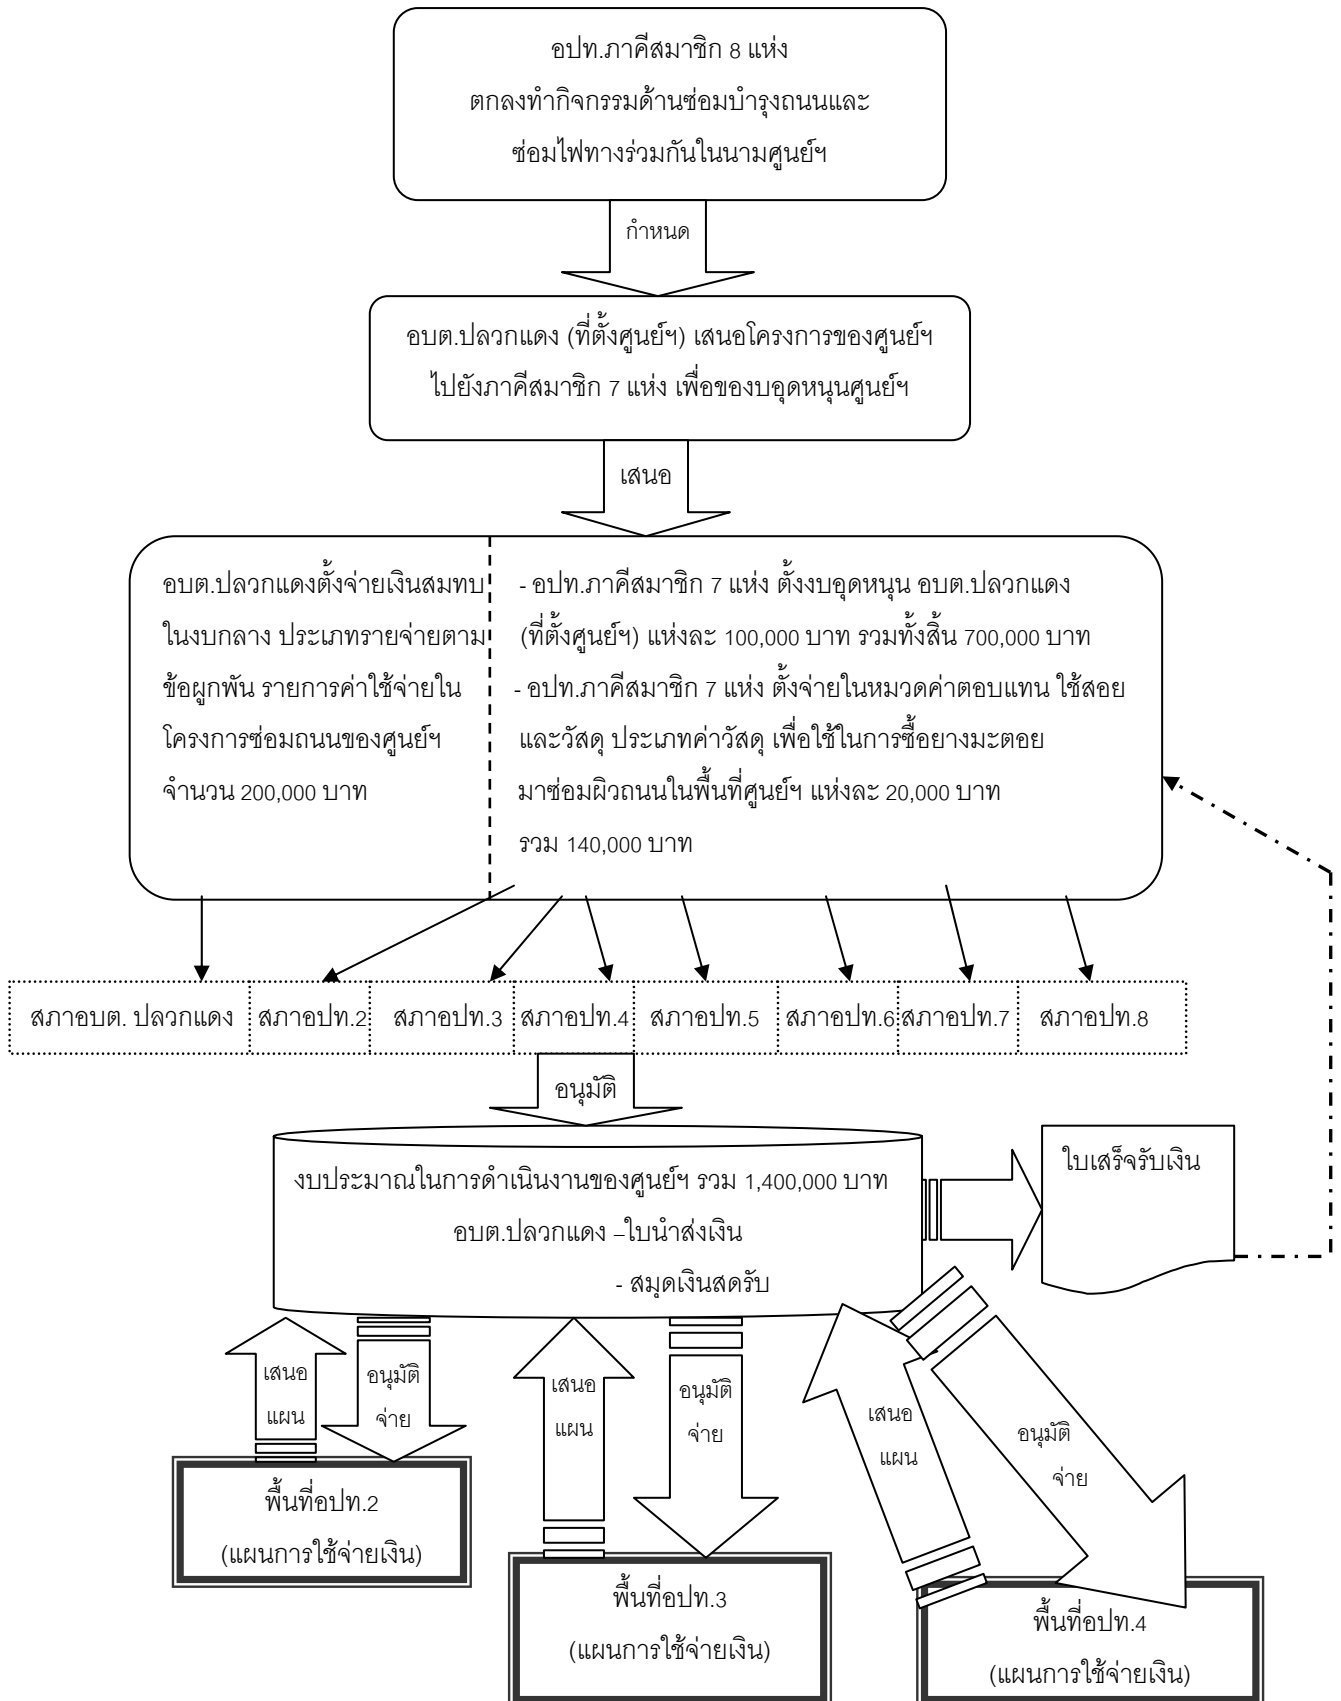 อปท.ภาคีสมาชิก 8 แห่ง
ตกลงทำกิจกรรมด้านซ่อมบำรุงถนนและ
ซ่อมไฟทางร่วมกันในนามศูนย์ฯ
กำหนด
อบต.ปลวกแดง (ที่ตั้งศูนย์ฯ) เสนอโครงการของศูนย์ฯ
ไปยังภาคีสมาชิก 7 แห่ง เพื่อของบอุดหนุนศูนย์ฯ
เสนอ
อบต.ปลวกแดงตั้งจ่ายเงินสมทบ
ในงบกลาง ประเภทรายจ่ายตาม
ข้อผูกพัน รายการค่าใช้จ่ายใน
โครงการซ่อมถนนของศูนย์ฯ
จำนวน 200,000 บาท
- อปท.ภาคีสมาชิก 7 แห่ง ตั้งงบอุดหนุน อบต.ปลวกแดง
(ที่ตั้งศูนย์ฯ) แห่งละ 100,000 บาท รวมทั้งสิ้น 700,000 บาท
- อปท.ภาคีสมาชิก 7 แห่ง ตั้งจ่ายในหมวดค่าตอบแทน ใช้สอย
และวัสดุ ประเภทค่าวัสดุ เพื่อใช้ในการซื้อยางมะตอย
มาซ่อมผิวถนนในพื้นที่ศูนย์ฯ แห่งละ 20,000 บาท
รวม 140,000 บาท
สภาอบต. ปลวกแดง สภาอปท.2 สภาอปท.3 สภาอปท.4 สภาอปท.5 สภาอปท.6 สภาอปท.7 สภาอปท.8
อนุมัติ
งบประมาณในการดำเนินงานของศูนย์ฯ รวม 1,400,000 บาท
อบต.ปลวกแดง –ใบนำส่งเงิน
- สมุดเงินสดรับ
ใบเสร็จรับเงิน
เสนอ
แผน
อนุมัติ
จ่าย
เสนอ
แผน
อนุมัติ
จ่าย
เสนอ
แผน
อนุมัติ
จ่าย
พื้นที่อปท.2
(แผนการใช้จ่ายเงิน)
พื้นที่อปท.3
(แผนการใช้จ่ายเงิน)
พื้นที่อปท.4
(แผนการใช้จ่ายเงิน)